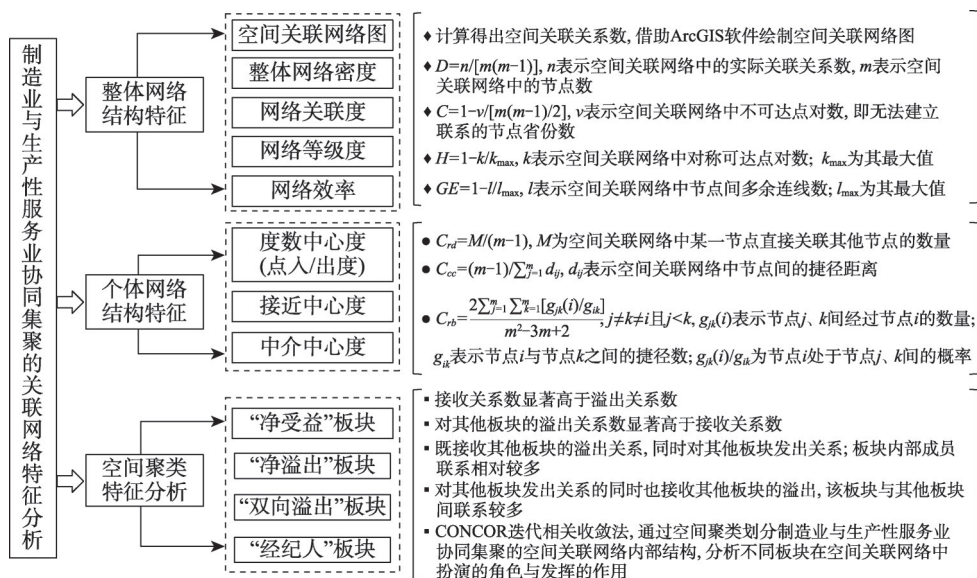 制造业与生产性服务业协同集聚的关联网络特征分析
整体网络
结构特征
空间关联网络图
整体网络密度
网络关联度
网络等级度
网络效率
♦ 计算得出空间关联关系数, 借助ArcGIS软件绘制空间关联网络图
♦ D=n/[m(m−1)], n表示空间关联网络中的实际关联关系数, m表示空间
关联网络中的节点数
♦ C=1−v/[m(m−1)/2], v表示空间关联网络中不可达点对数, 即无法建立
联系的节点省份数
♦ H=1−k/kmax, k表示空间关联网络中对称可达点对数; kmax为其最大值
♦ GE=1−l/lmax, l表示空间关联网络中节点间多余连线数; lmax为其最大值
个体网络
结构特征
度数中心度
(点入/出度)
接近中心度
中介中心度
● Crd=M/(m−1), M为空间关联网络中某一节点直接关联其他节点的数量
● Ccc=(m−1)/∑mj=1 dij, dij表示空间关联网络中节点间的捷径距离
● Crb=2∑mj=1∑mk=1[gjk(i)/gik]/m2−3m+2, j≠k≠i且j<k, gjk(i)表示节点j、k间经过节点i的数量;
gik表示节点i与节点k之间的捷径数; gjk(i)/gik为节点i处于节点j、k间的概率
空间聚类
特征分析
“净受益”板块
“净溢出”板块
“双向溢出”板块
“经纪人”板块
▪ 接收关系数显著高于溢出关系数
▪ 对其他板块的溢出关系数显著高于接收关系数
▪ 既接收其他板块的溢出关系, 同时对其他板块发出关系; 板块内部成员
联系相对较多
▪ 对其他板块发出关系的同时也接收其他板块的溢出, 该板块与其他板块
间联系较多
▪ CONCOR迭代相关收敛法, 通过空间聚类划分制造业与生产性服务业
协同集聚的空间关联网络内部结构, 分析不同板块在空间关联网络中
扮演的角色与发挥的作用